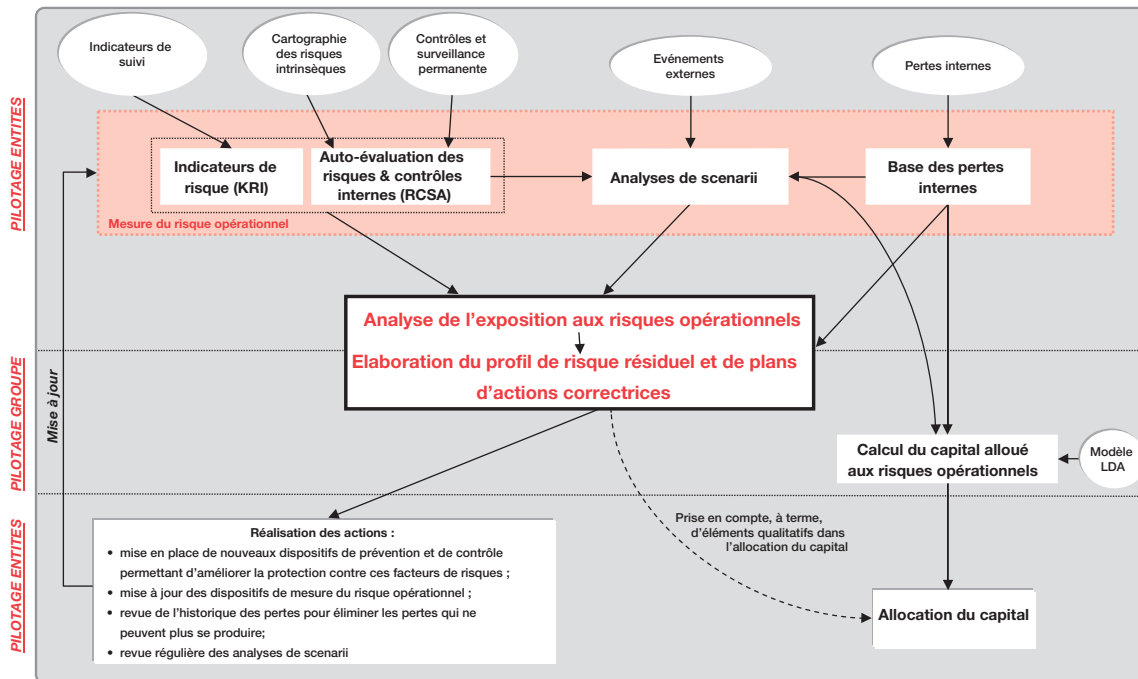 Indicateurs de
suivi
Cartographie
des risques
intrinsèques
Contrôles et
surveillance
permanente
Evénements
externes
Pertes internes
PILOTAGE ENTITES
Indicateurs de
risque (KRI)
Auto-évaluation des
risques & contrôles
internes (RCSA)
Analyses de scenarii
Base des pertes
internes
Mesure du risque opérationnel
Analyse de l'exposition aux risques opérationnels
Elaboration du profil de risque résiduel et de plans
d'actions correctrices
PILOTAGE GROUPE
Mise à jour
Calcul du capital alloué
aux risques opérationnels
Modèle
LDA
PILOTAGE ENTITES
Réalisation des actions :
• mise en place de nouveaux dispositifs de prévention et de contrôle
permettant d'améliorer la protection contre ces facteurs de risques ;
• mise à jour des dispositifs de mesure du risque opérationnel ;
• revue de l'historique des pertes pour éliminer les pertes qui ne
peuvent plus se produire;
• revue régulière des analyses de scenarii
Prise en compte, à terme,
d'éléments qualitatifs dans
l'allocation du capital
Allocation du capital